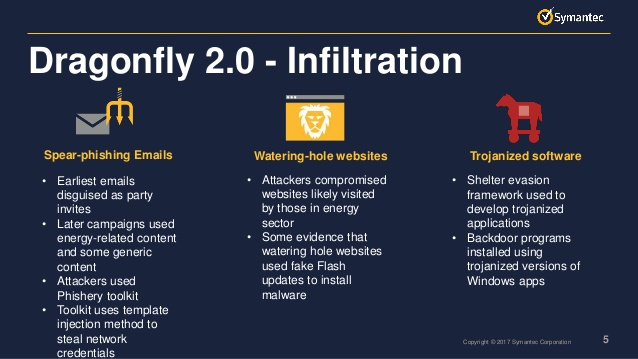 Symantec
Dragonfly 2.0 - Infiltration
Spear-phishing Emails
• Earliest emails
disguised as party
invites
• Later campaigns used
energy-related content
and some generic
content
• Attackers used
Phishery toolkit
• Toolkit uses template
injection method to
steal network
credentials
Watering-hole websites
• Attackers compromised
websites likely visited
by those in energy
sector
• Some evidence that
watering hole websites
used fake Flash
updates to install
malware
Trojanized software
• Shelter evasion
framework used to
develop trojanized
applications
• Backdoor programs
installed using
trojanized versions of
Windows apps
Copyright © 2017 Symantec Corporation
5